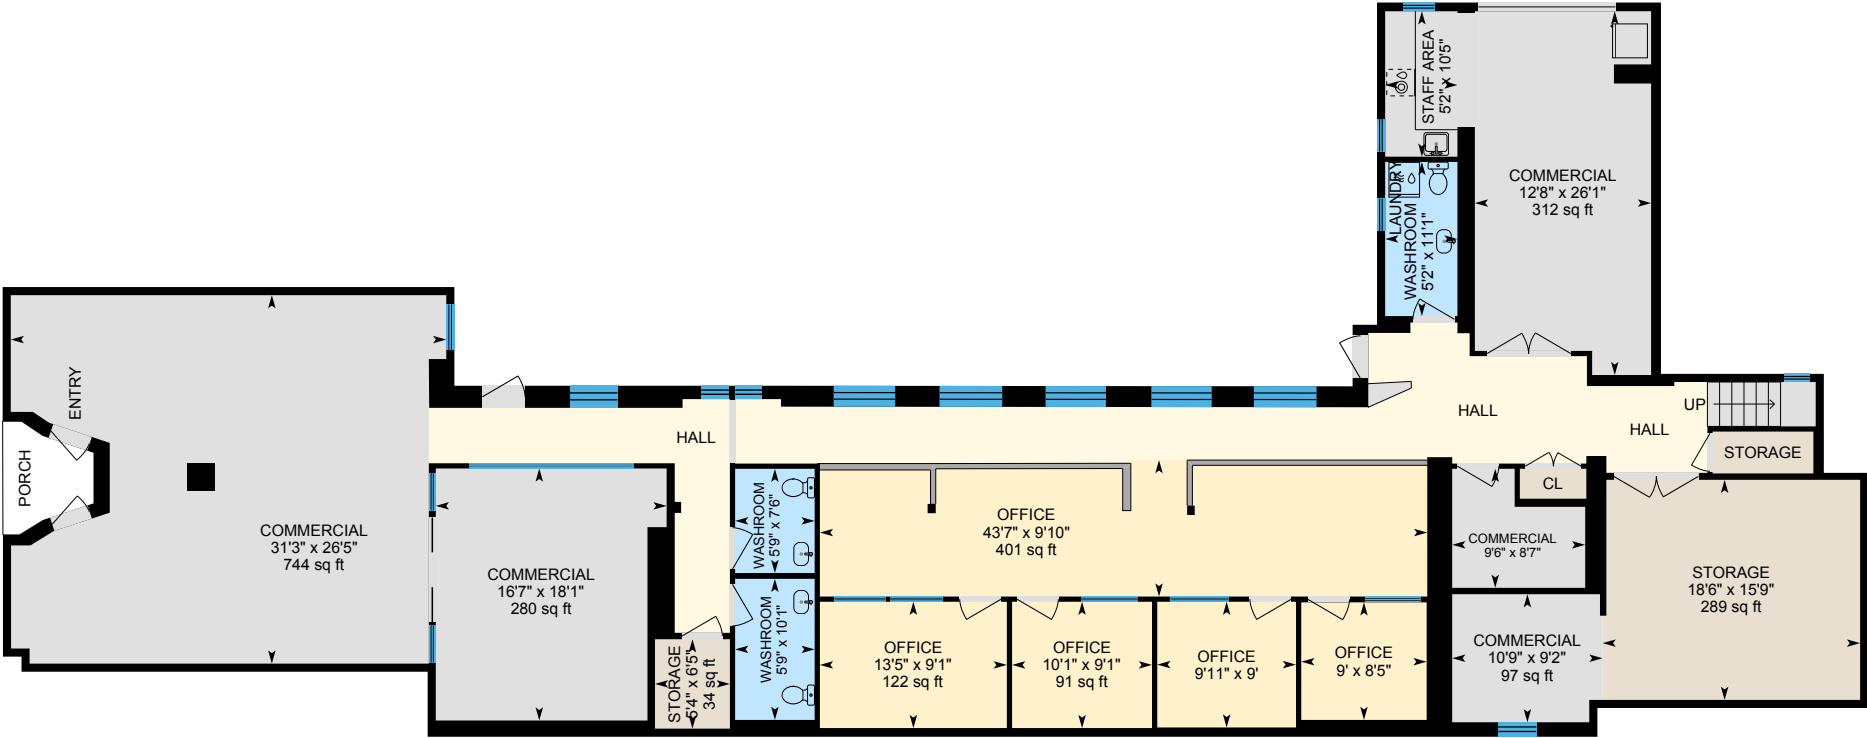 STAFF AREA
5'2" x 10'5"
COMMERCIAL
12'8" x 26'1"
312 sq ft
LAUNDRY
WASHROOM
5'2" x 11'1"
ENTRY
PORCH
COMMERCIAL
31'3" x 26'5"
744 sq ft
HALL
COMMERCIAL
16'7" x 18'1"
280 sq ft
STORAGE
5'4" x 6'5"
34 sq ft
WASHROOM
5'9" x 7'6"
WASHROOM
5'9" x 10'1"
OFFICE
43'7" x 9'10"
401 sq ft
OFFICE
13'5" x 9'1"
122 sq ft
OFFICE
10'1" x 9'1"
91 sq ft
OFFICE
9'11" x 9'
OFFICE
9' x 8'5"
HALL
HALL
UP
STORAGE
CL
COMMERCIAL
9'6" x 8'7"
COMMERCIAL
10'9" x 9'2"
97 sq ft
STORAGE
18'6" x 15'9"
289 sq ft